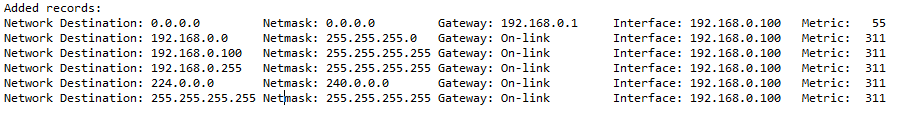 Added records:
Network Destination: 0.0.0.0         Netmask: 0.0.0.0         Gateway: 192.168.0.1     Interface: 192.168.0.100   Metric:   55
Network Destination: 192.168.0.0     Netmask: 255.255.255.0   Gateway: On-link         Interface: 192.168.0.100   Metric:  311
Network Destination: 192.168.0.100   Netmask: 255.255.255.255 Gateway: On-link         Interface: 192.168.0.100   Metric:  311
Network Destination: 192.168.0.255   Netmask: 255.255.255.255 Gateway: On-link         Interface: 192.168.0.100   Metric:  311
Network Destination: 224.0.0.0       Netmask: 240.0.0.0       Gateway: On-link         Interface: 192.168.0.100   Metric:  311
Network Destination: 255.255.255.255 Netmask: 255.255.255.255 Gateway: On-link         Interface: 192.168.0.100   Metric:  311